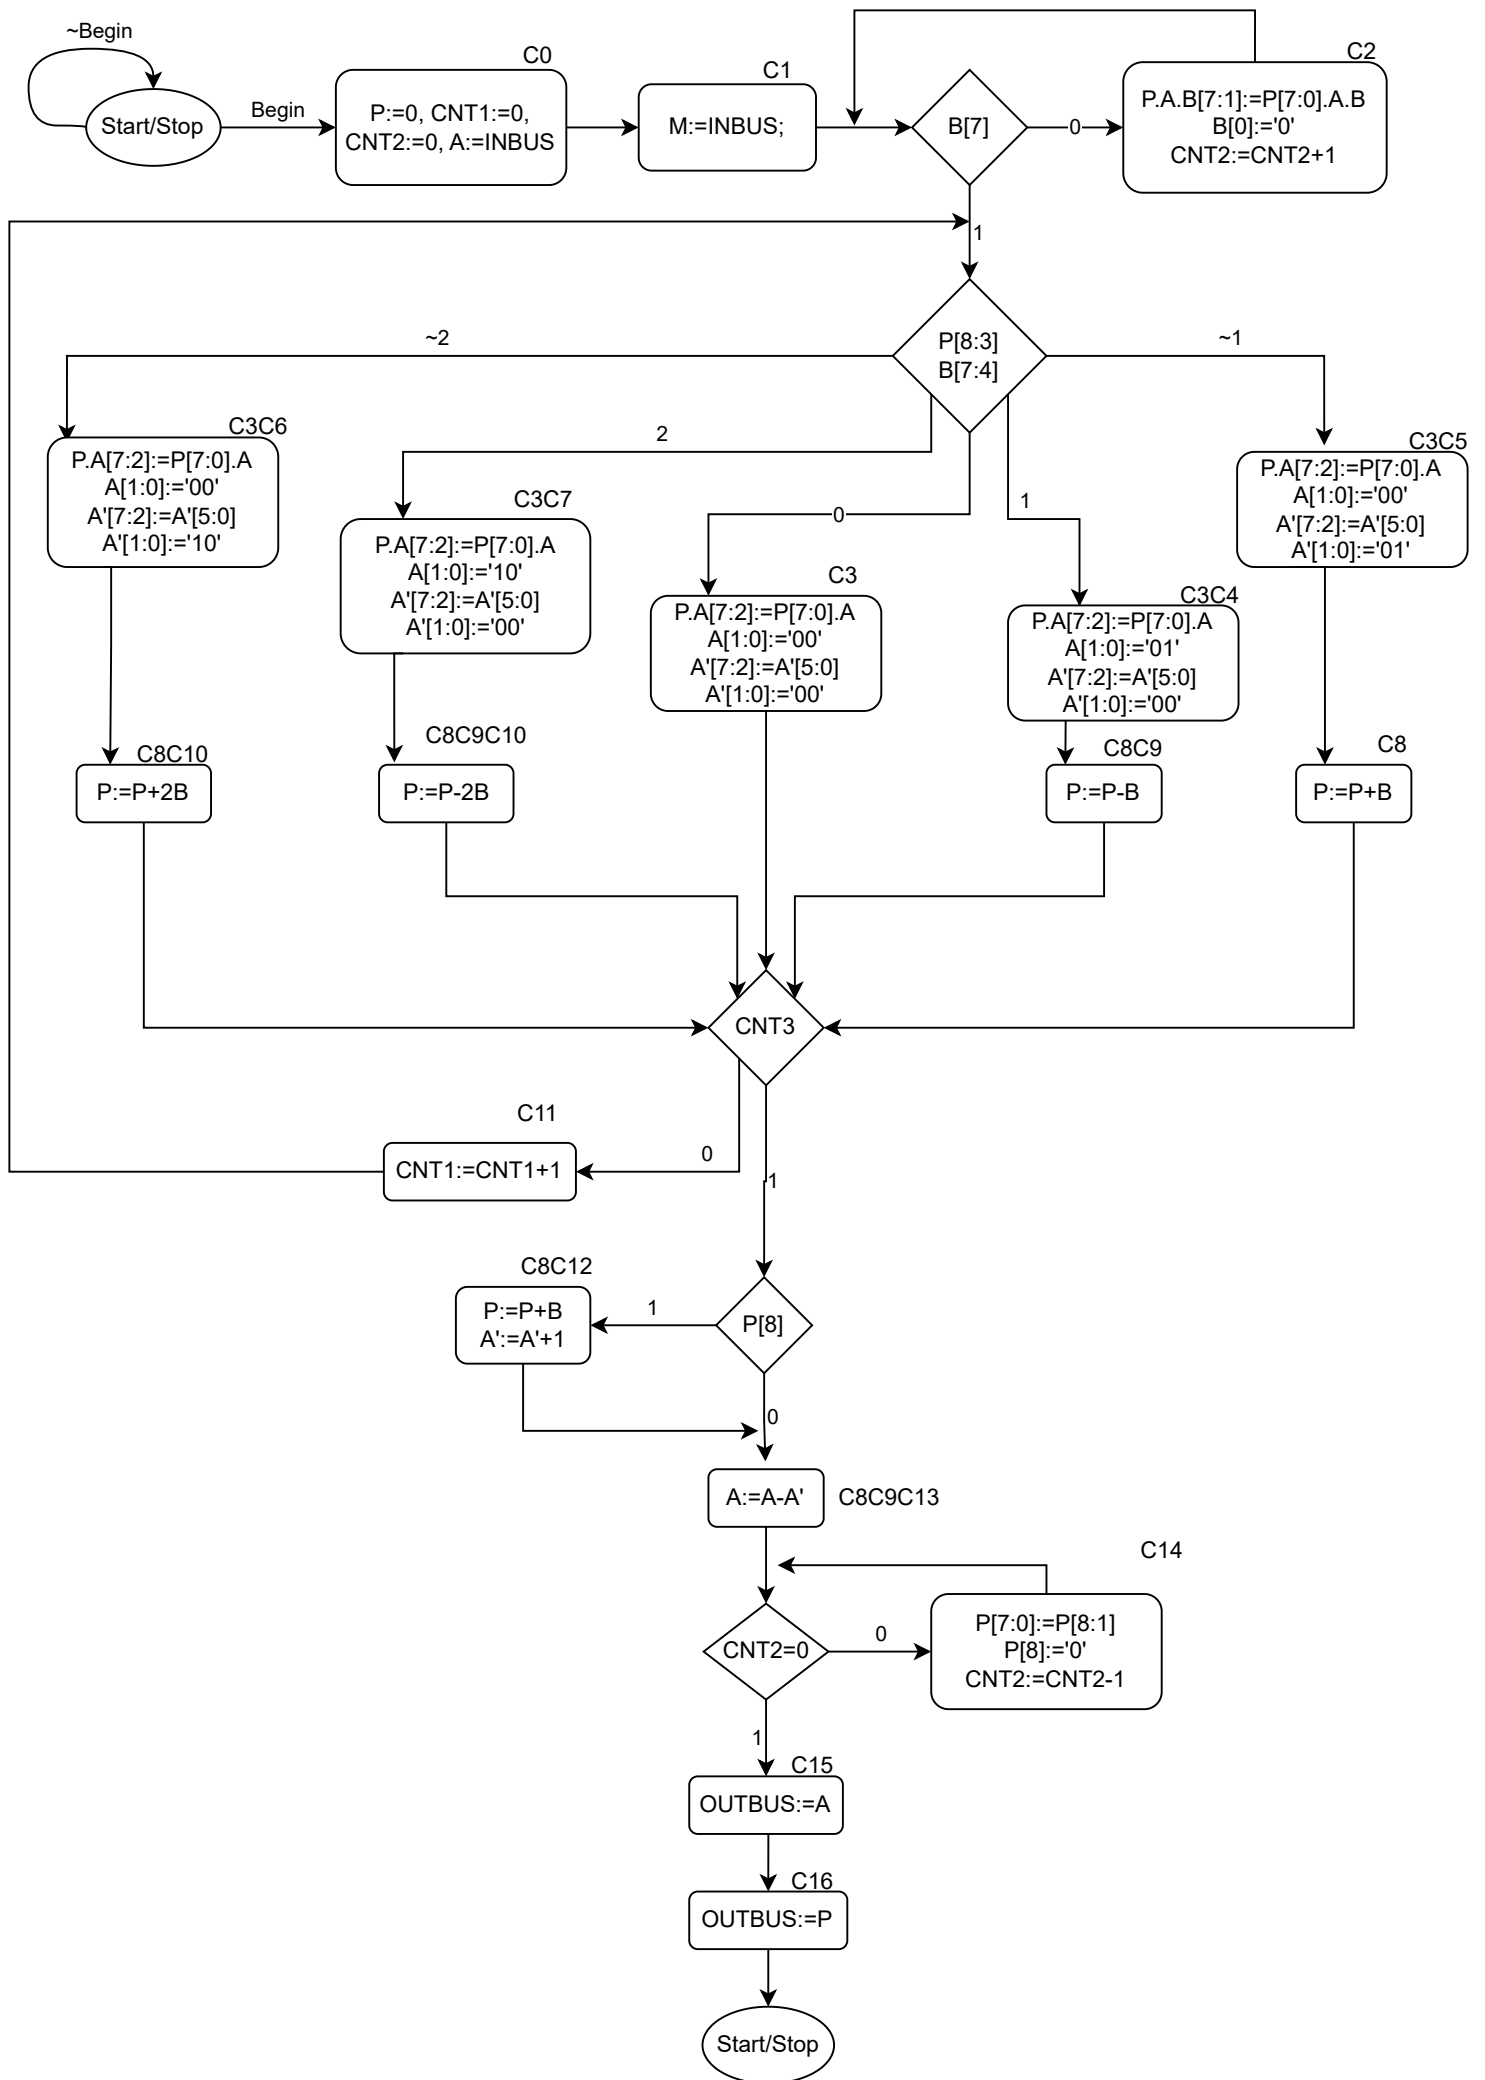 ~Begin
Start/Stop
Begin
C0
P:=0, CNT1:=0,
CNT2:=0, A:=INBUS
C1
M:=INBUS;
B[7]
0
C2
P.A.B[7:1]:=P[7:0].A.B
B[0]:='0'
CNT2:=CNT2+1
1
P[8:3]
B[7:4]
~2
~1
2
0
1
C3C6
P.A[7:2]:=P[7:0].A
A[1:0]:='00'
A'[7:2]:=A'[5:0]
A'[1:0]:='10'
C3C7
P.A[7:2]:=P[7:0].A
A[1:0]:='10'
A'[7:2]:=A'[5:0]
A'[1:0]:='00'
C3
P.A[7:2]:=P[7:0].A
A[1:0]:='00'
A'[7:2]:=A'[5:0]
A'[1:0]:='00'
C3C4
P.A[7:2]:=P[7:0].A
A[1:0]:='01'
A'[7:2]:=A'[5:0]
A'[1:0]:='00'
C3C5
P.A[7:2]:=P[7:0].A
A[1:0]:='00'
A'[7:2]:=A'[5:0]
A'[1:0]:='01'
C8C10
P:=P+2B
C8C9C10
P:=P-2B
C8C9
P:=P-B
C8
P:=P+B
CNT3
C11
CNT1:=CNT1+1
0
1
C8C12
P:=P+B
A':=A'+1
1
P[8]
0
A:=A-A'
C8C9C13
C14
CNT2=0
0
P[7:0]:=P[8:1]
P[8]:='0'
CNT2:=CNT2-1
1
C15
OUTBUS:=A
C16
OUTBUS:=P
Start/Stop